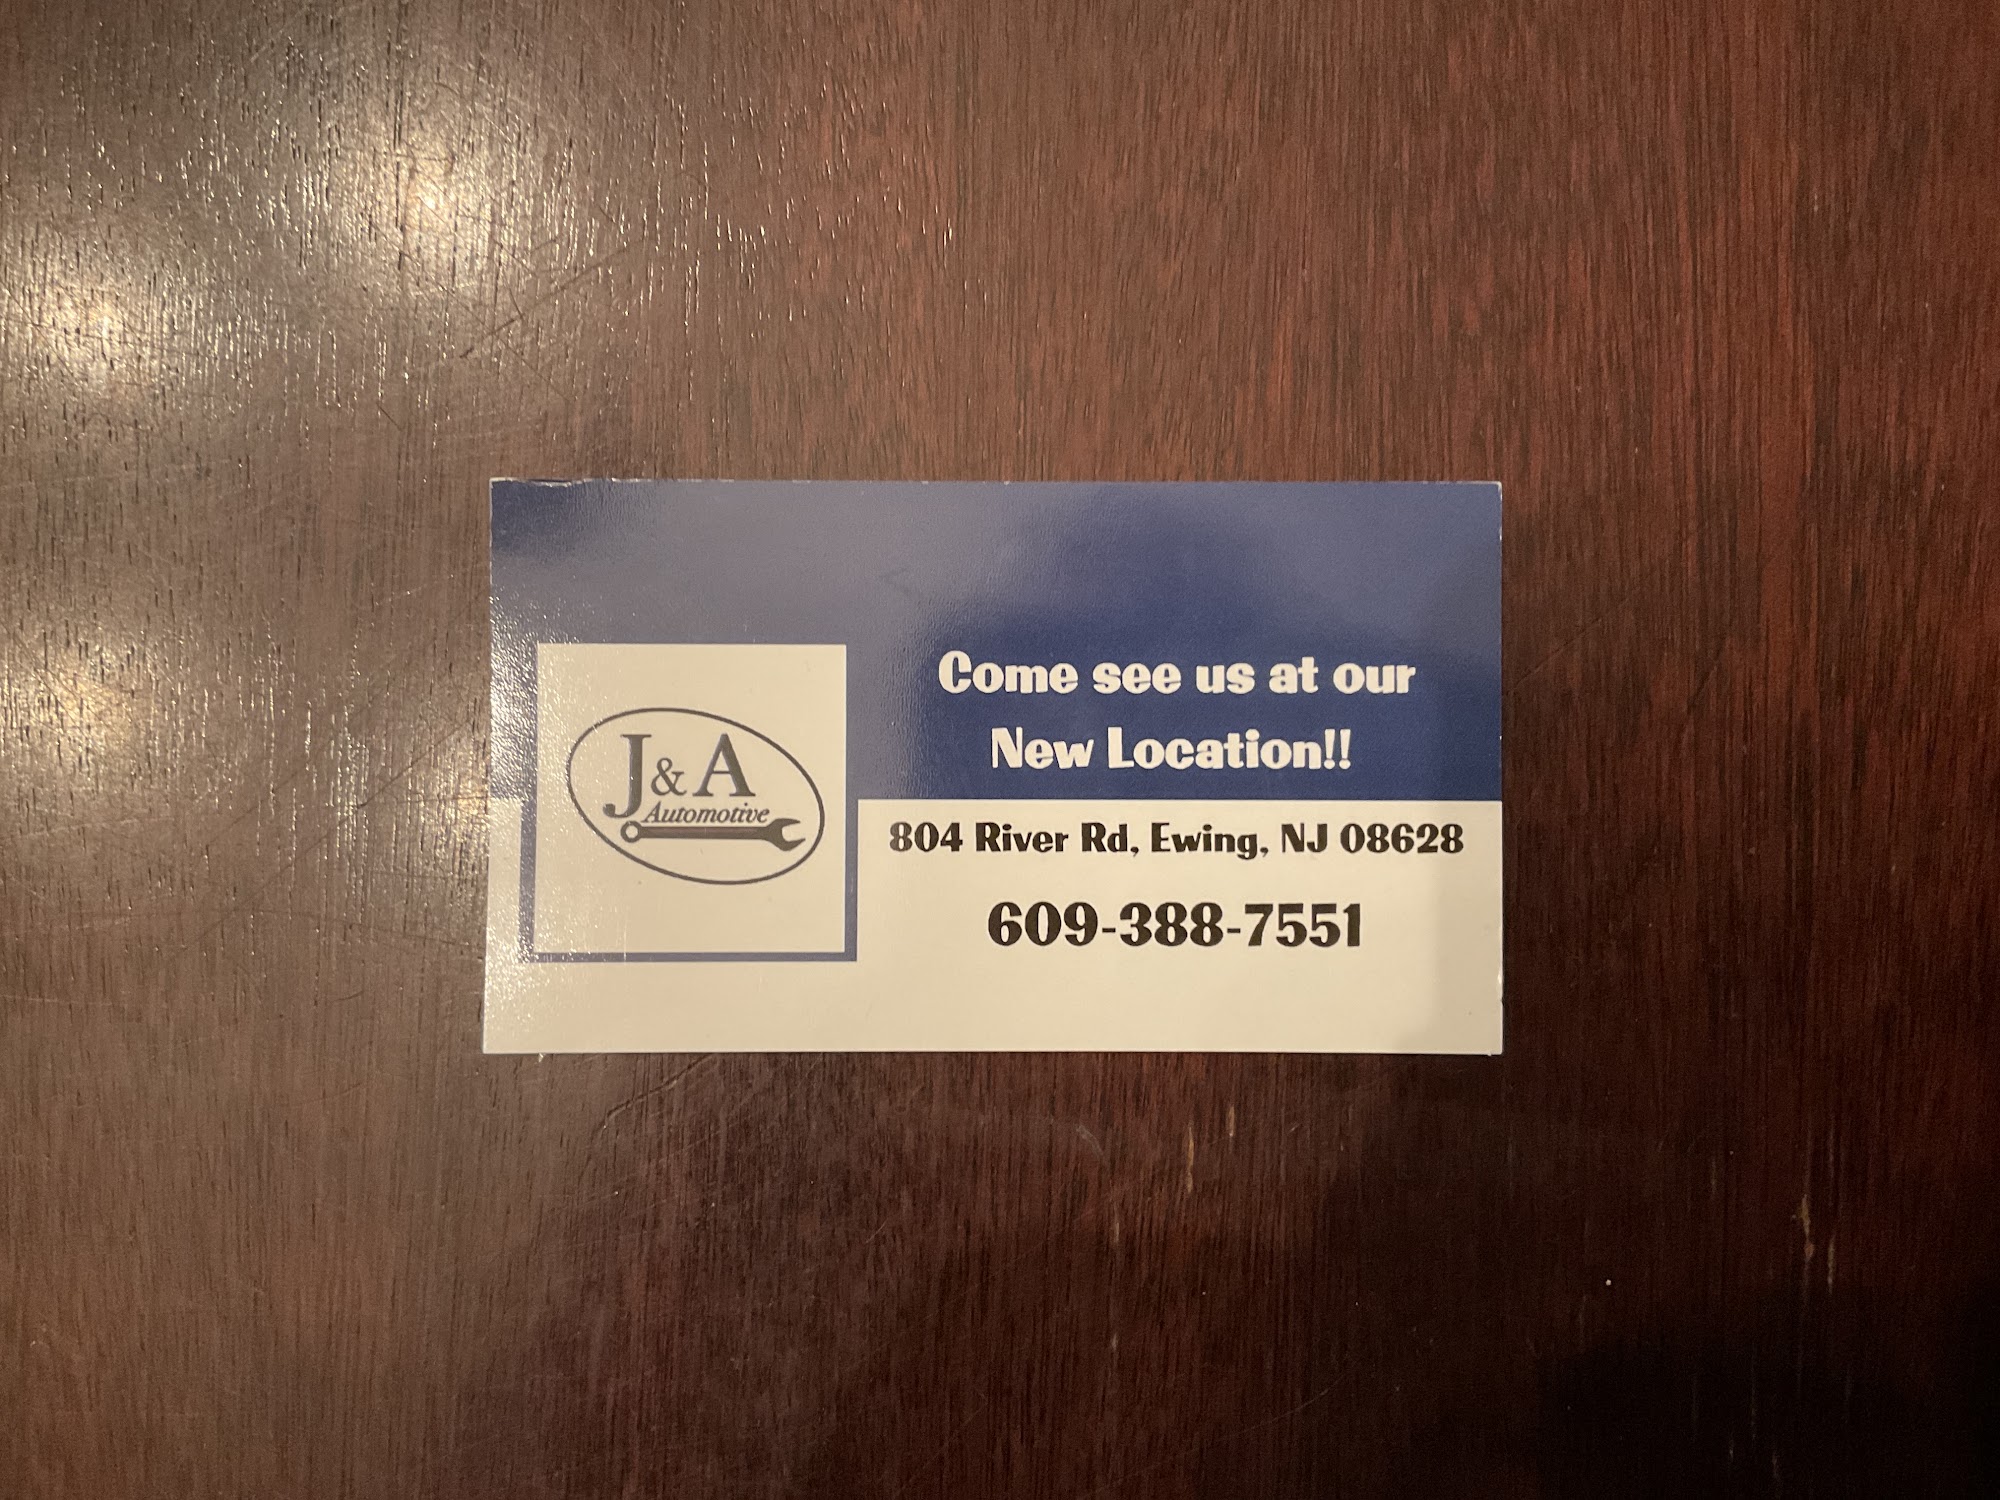 J & A
Automotive
Come see us at our
New Location!!
804 River Rd, Ewing, NJ 08628
609-388-7551